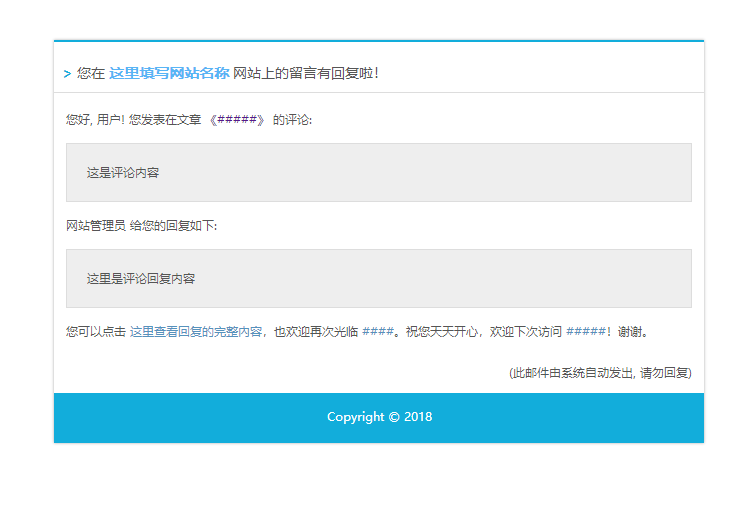 > 您在 这里填写网站名称 网站上的留言有回复啦！
您好, 用户! 您发表在文章 《#####》 的评论:
这是评论内容
网站管理员 给您的回复如下:
这里是评论回复内容
您可以点击 这里查看回复的完整内容，也欢迎再次光临 ####。祝您天天开心，欢迎下次访问 #####！谢谢。
(此邮件由系统自动发出, 请勿回复)
Copyright © 2018